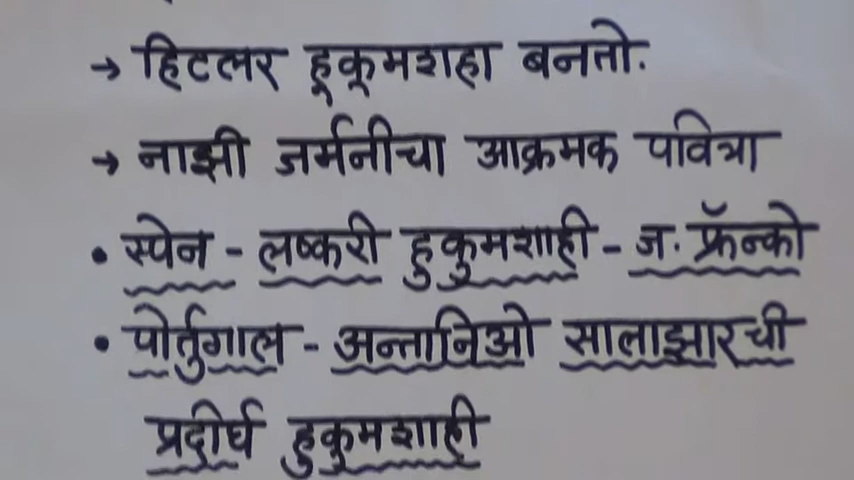 → हिटलर हूकूमशहा बनतो.
→ नाझी जर्मनीचा आक्रमक पवित्रा
• स्पेन - लष्करी हुकुमशाही - ज. फ्रॅन्को
• पोर्तुगाल - अन्तानिओ सालाझारची
प्रदीर्घ हुकुमशाही